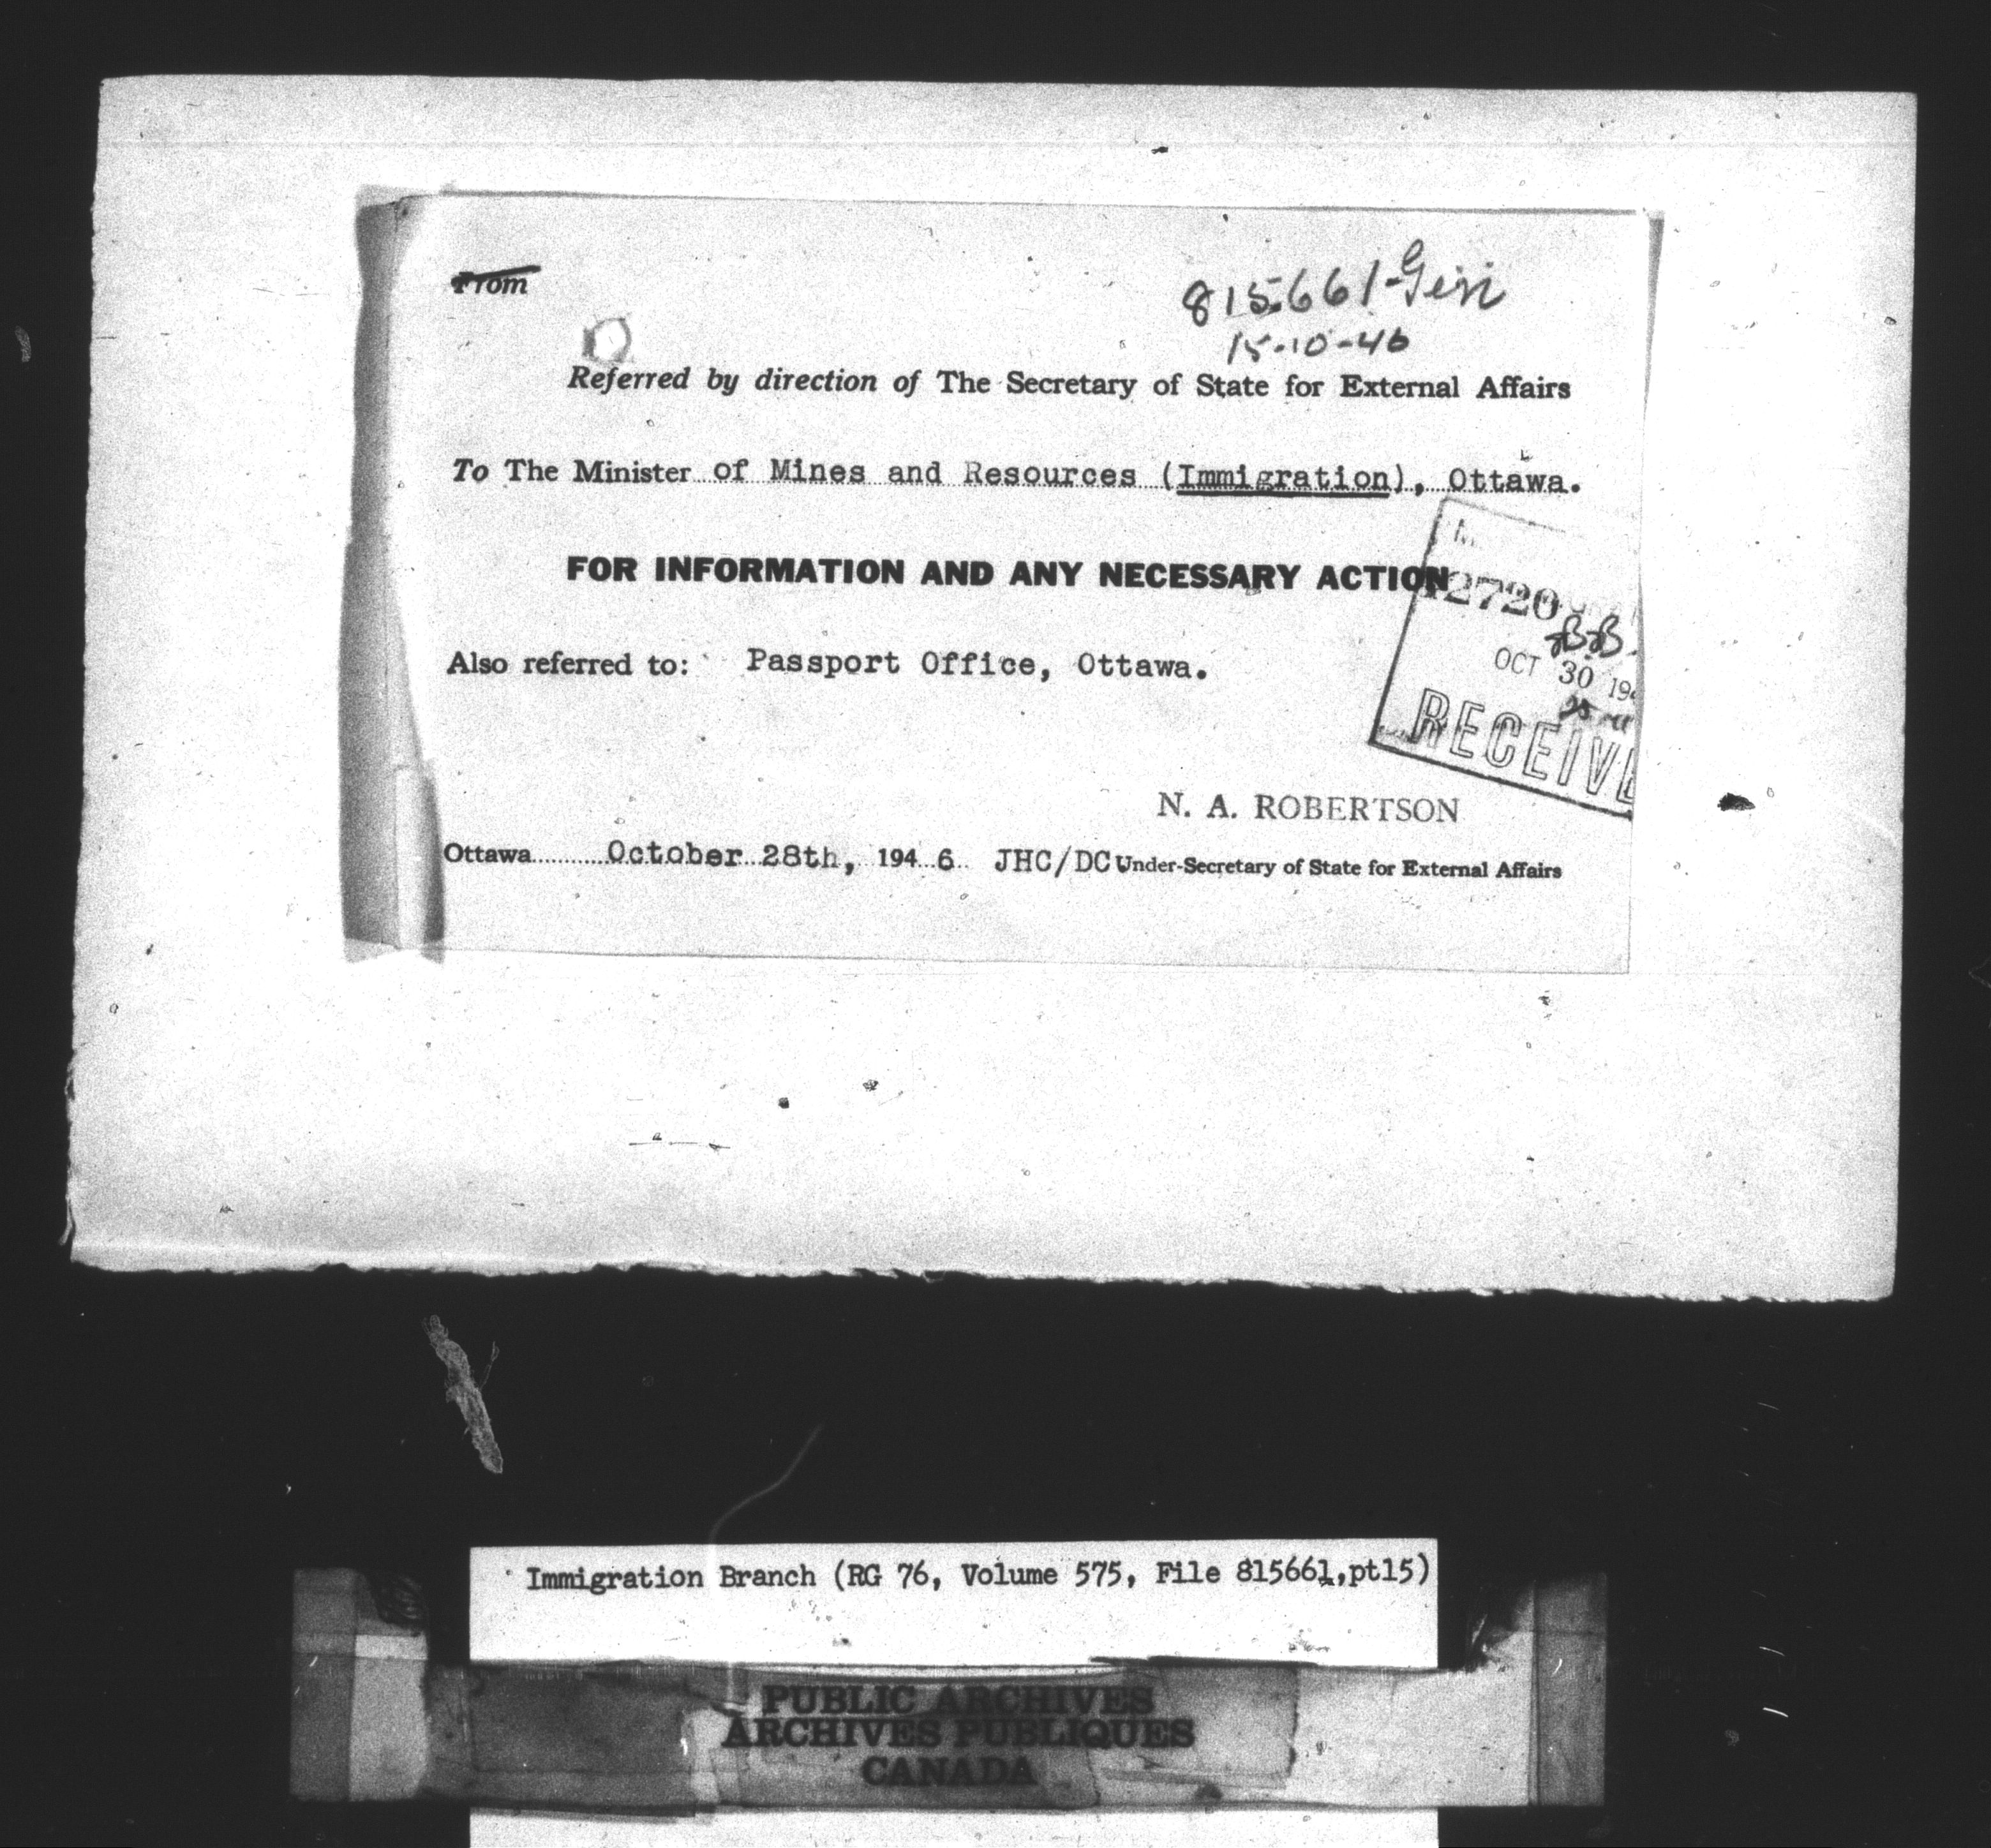 From
815661-Gen
15-10-46
Referred by direction of The Secretary of State for External Affairs
To The Minister of Mines and Resources (Immigration), Ottawa.
FOR INFORMATION AND ANY NECESSARY ACTION
2720
Also referred to: Passport Office, Ottawa.
OCT 30 194
RECEIVE
N. A. ROBERTSON
Ottawa October 28th, 1946 JHC/DC Under-Secretary of State for External Affairs
Immigration Branch (RG 76, Volume 575, File 815661,pt15)
PUBLIC ARCHIVES
ARCHIVES PUBLIQUES
CANADA